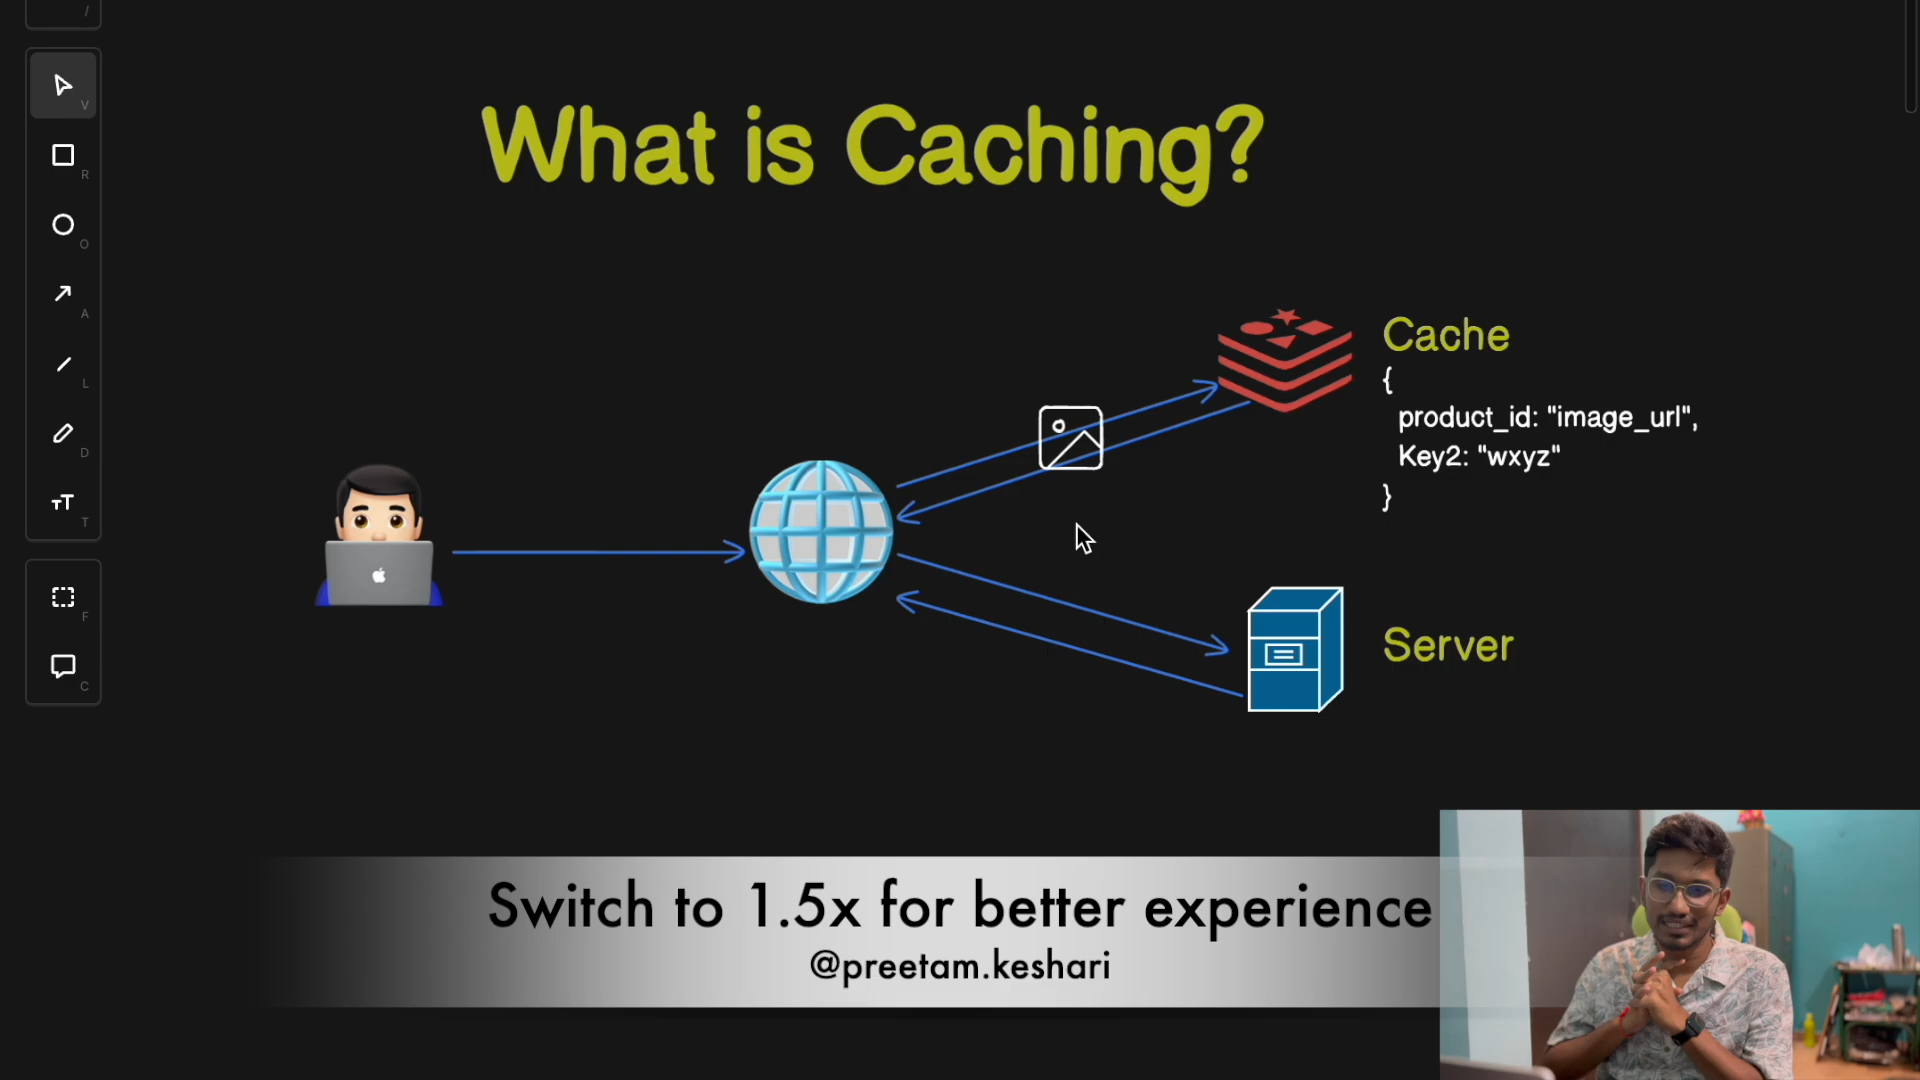 /
V
R
O
A
L
D
T
F
C
What is Caching?
Cache
{
product_id: "image_url",
Key2: "wxyz"
}
Server
Switch to 1.5x for better experience
@preetam.keshari